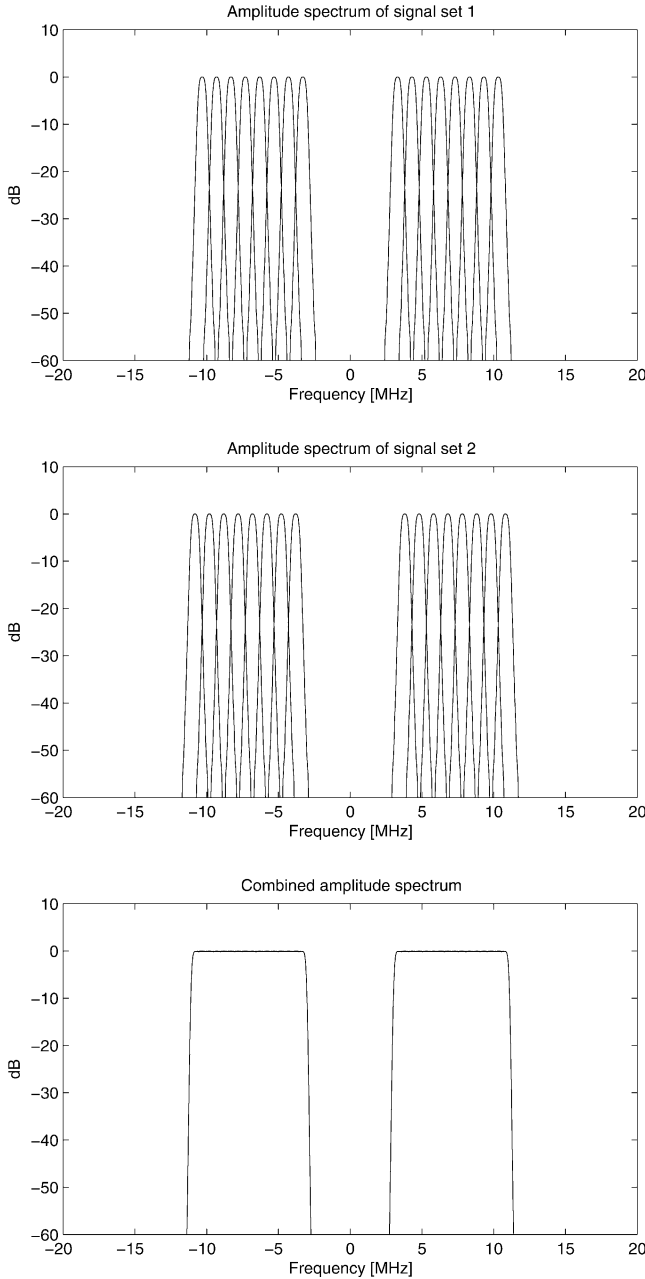 Amplitude spectrum of signal set 1
10
0
−10
−20
−30
−40
−50
−60
dB
−20 −15 −10 −5 0 5 10 15 20
Frequency [MHz]
Amplitude spectrum of signal set 2
10
0
−10
−20
−30
−40
−50
−60
dB
−20 −15 −10 −5 0 5 10 15 20
Frequency [MHz]
Combined amplitude spectrum
10
0
−10
−20
−30
−40
−50
−60
dB
−20 −15 −10 −5 0 5 10 15 20
Frequency [MHz]